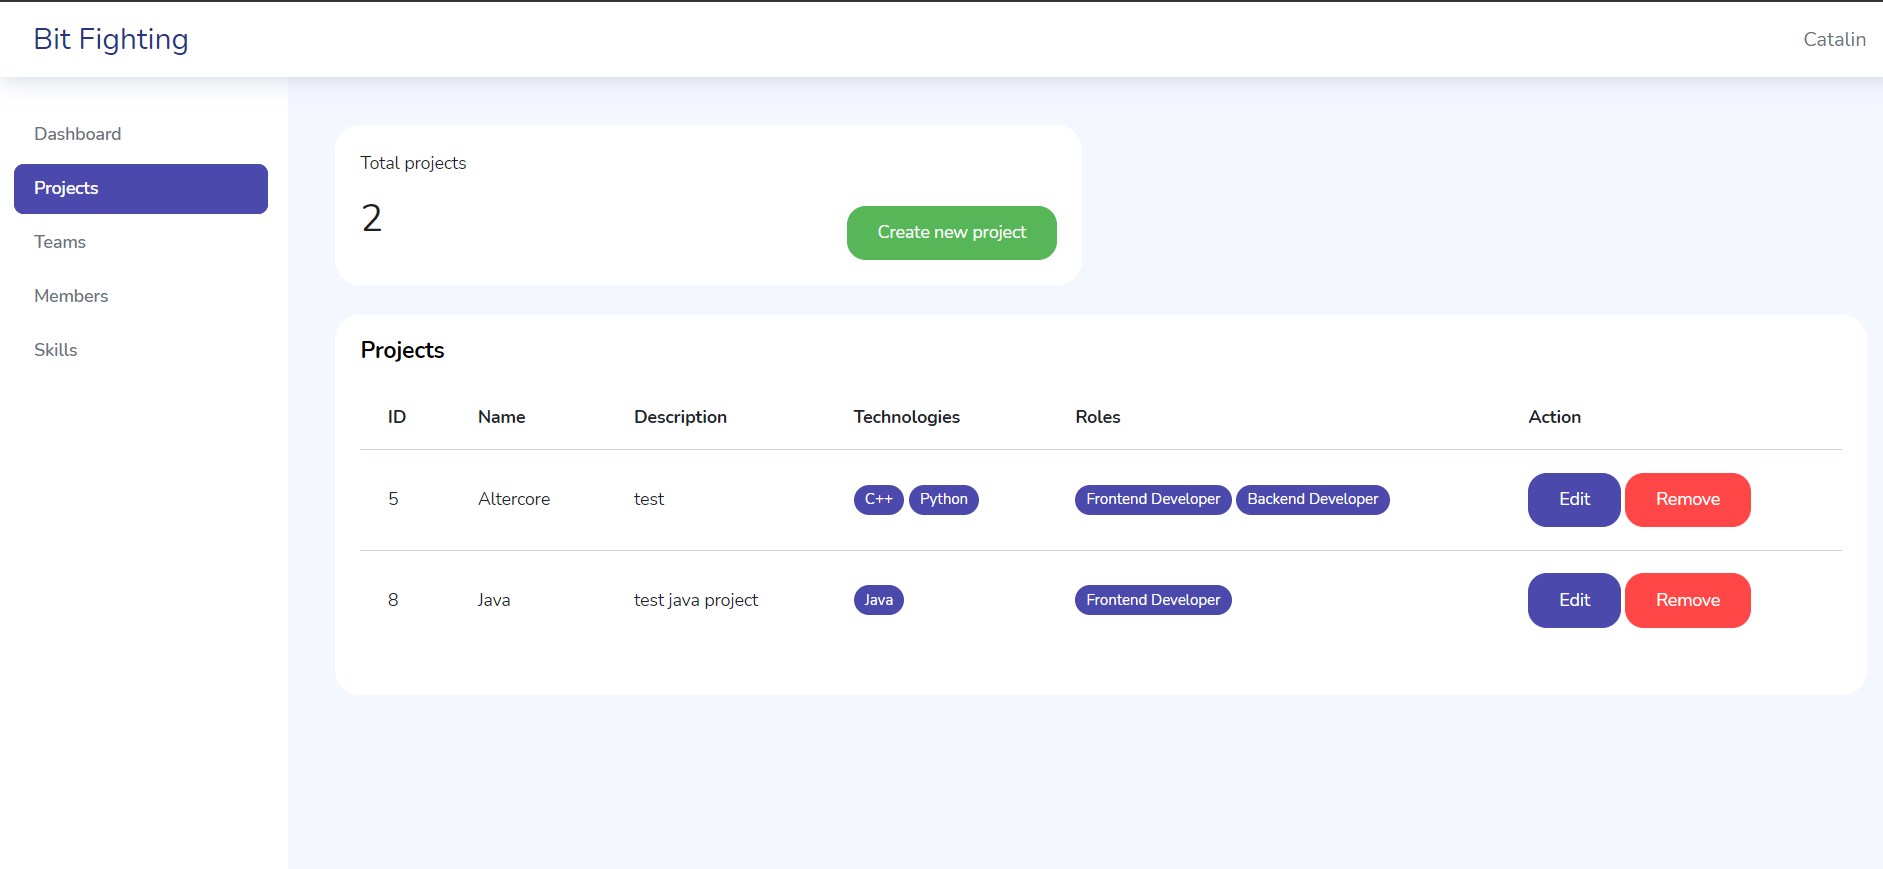 Bit Fighting
Catalin
Dashboard
Projects
Teams
Members
Skills
Total projects
2
Create new project
Projects
ID Name Description Technologies Roles Action
5 Altercore test C++ Python Frontend Developer Backend Developer Edit Remove
8 Java test java project Java Frontend Developer Edit Remove